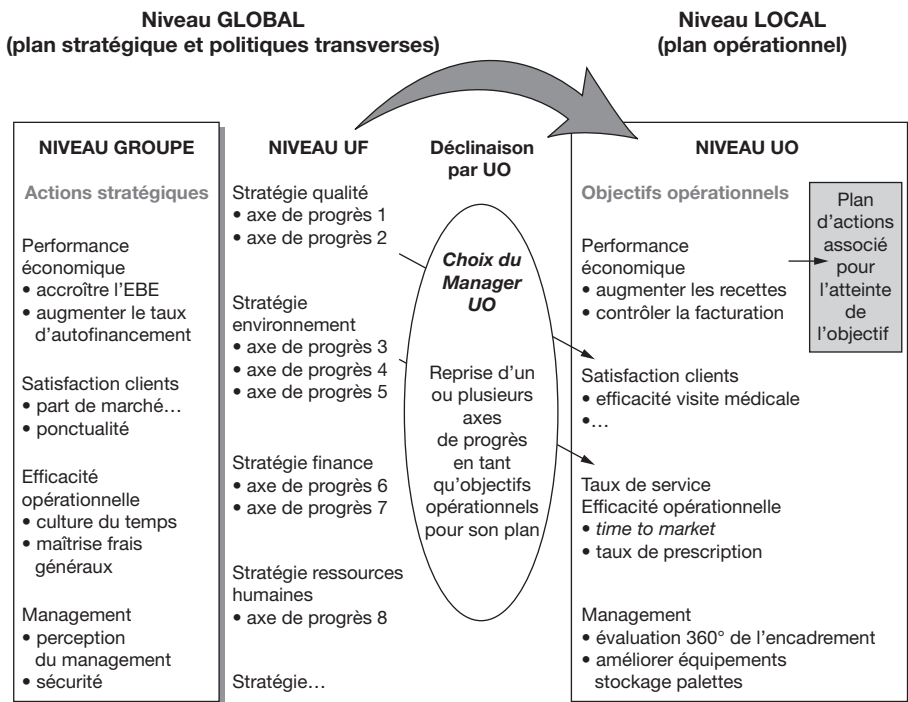 Niveau GLOBAL
(plan stratégique et politiques transverses)
Niveau LOCAL
(plan opérationnel)
NIVEAU GROUPE
Actions stratégiques
Performance
économique
• accroître l’EBE
• augmenter le taux
d’autofinancement
Satisfaction clients
• part de marché…
• ponctualité
Efficacité
opérationnelle
• culture du temps
• maîtrise frais
généraux
Management
• perception
du management
• sécurité
NIVEAU UF
Stratégie qualité
• axe de progrès 1
• axe de progrès 2
Stratégie
environnement
• axe de progrès 3
• axe de progrès 4
• axe de progrès 5
Stratégie finance
• axe de progrès 6
• axe de progrès 7
Stratégie ressources
humaines
• axe de progrès 8
Stratégie…
Déclinaison
par UO
Choix du
Manager
UO
Reprise d’un
ou plusieurs
axes
de progrès
en tant
qu’objectifs
opérationnels
pour son plan
NIVEAU UO
Objectifs opérationnels
Performance
économique
• augmenter les recettes
• contrôler la facturation
Satisfaction clients
• efficacité visite médicale
•…
Taux de service
Efficacité opérationnelle
• time to market
• taux de prescription
Management
• évaluation 360° de l’encadrement
• améliorer équipements
stockage palettes
Plan
d’actions
associé
pour
l’atteinte
de
l’objectif